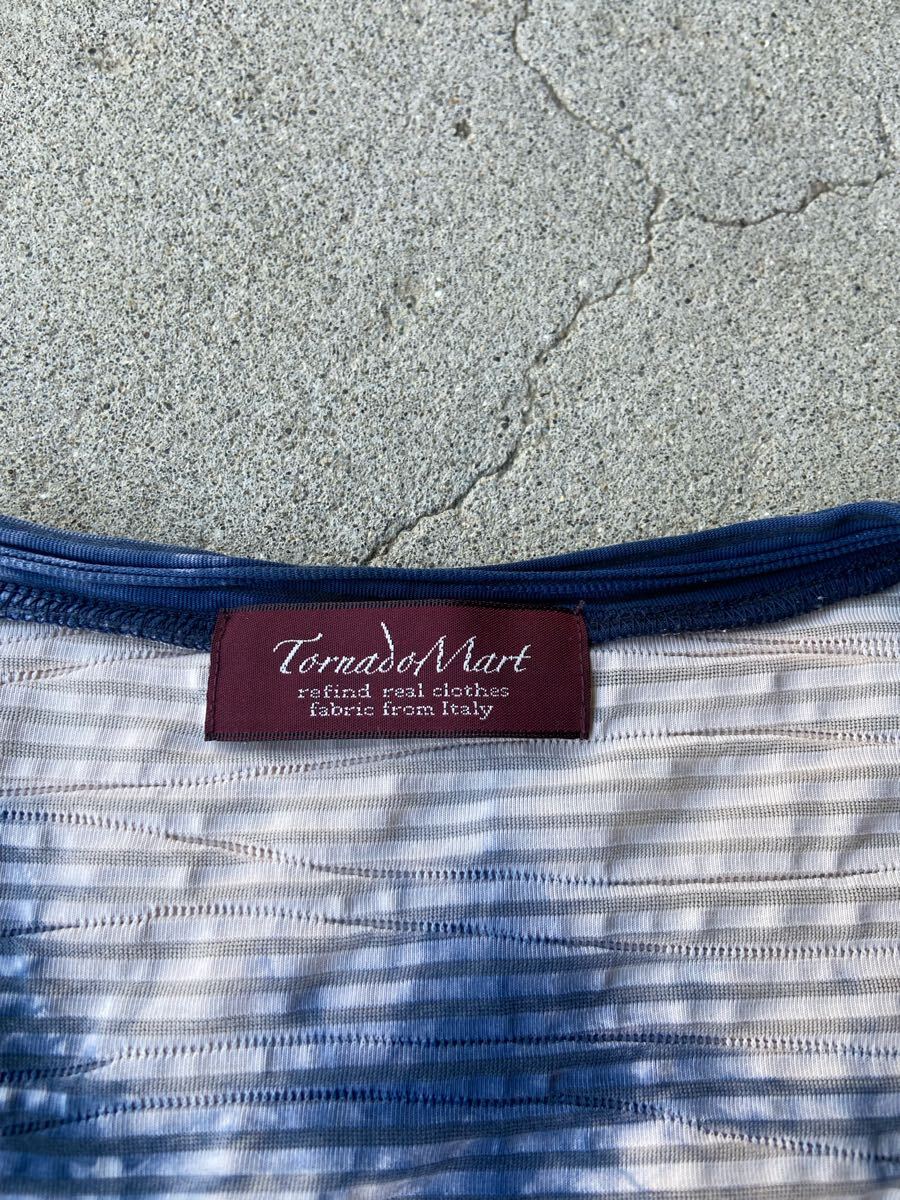 TornadoMart
refind real clothes
fabric from Italy